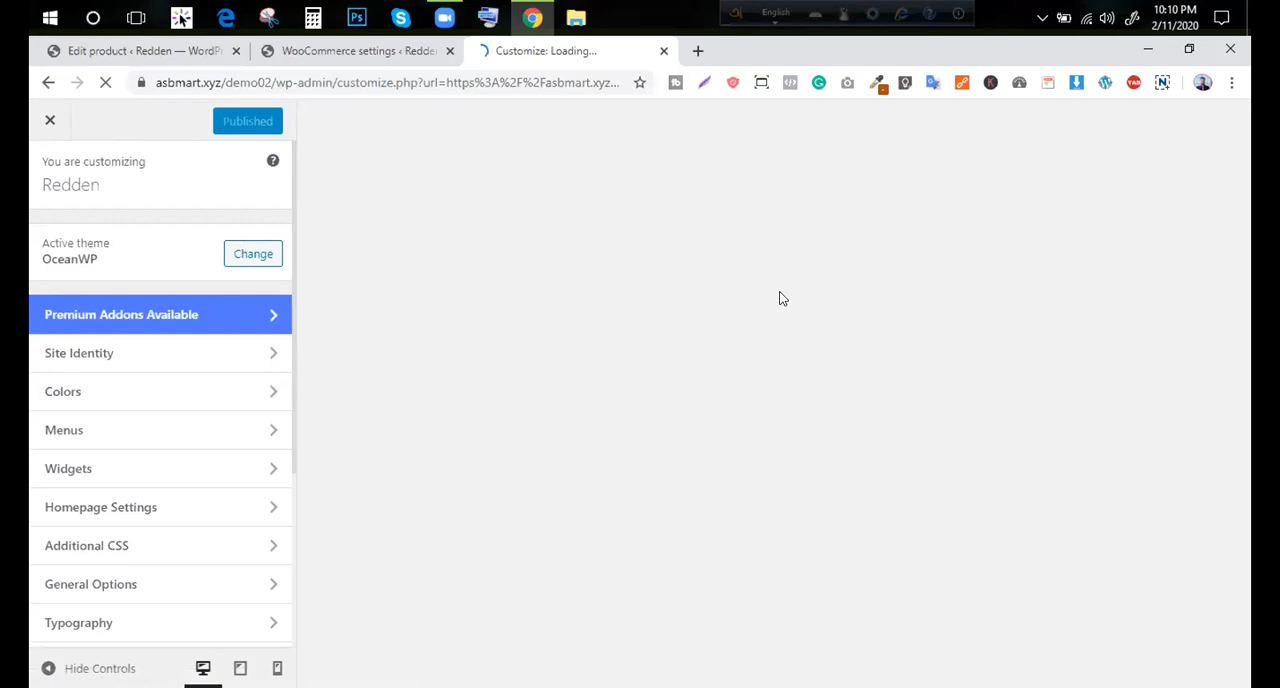 English
10:10 PM
2/11/2020
Edit product ‹ Redden — WordPr
WooCommerce settings ‹ Redden
Customize: Loading...
asbmart.xyz/demo02/wp-admin/customize.php?url=https%3A%2F%2Fasbmart.xyz...
Published
You are customizing
Redden
Active theme
OceanWP
Change
Premium Addons Available
Site Identity
Colors
Menus
Widgets
Homepage Settings
Additional CSS
General Options
Typography
Hide Controls